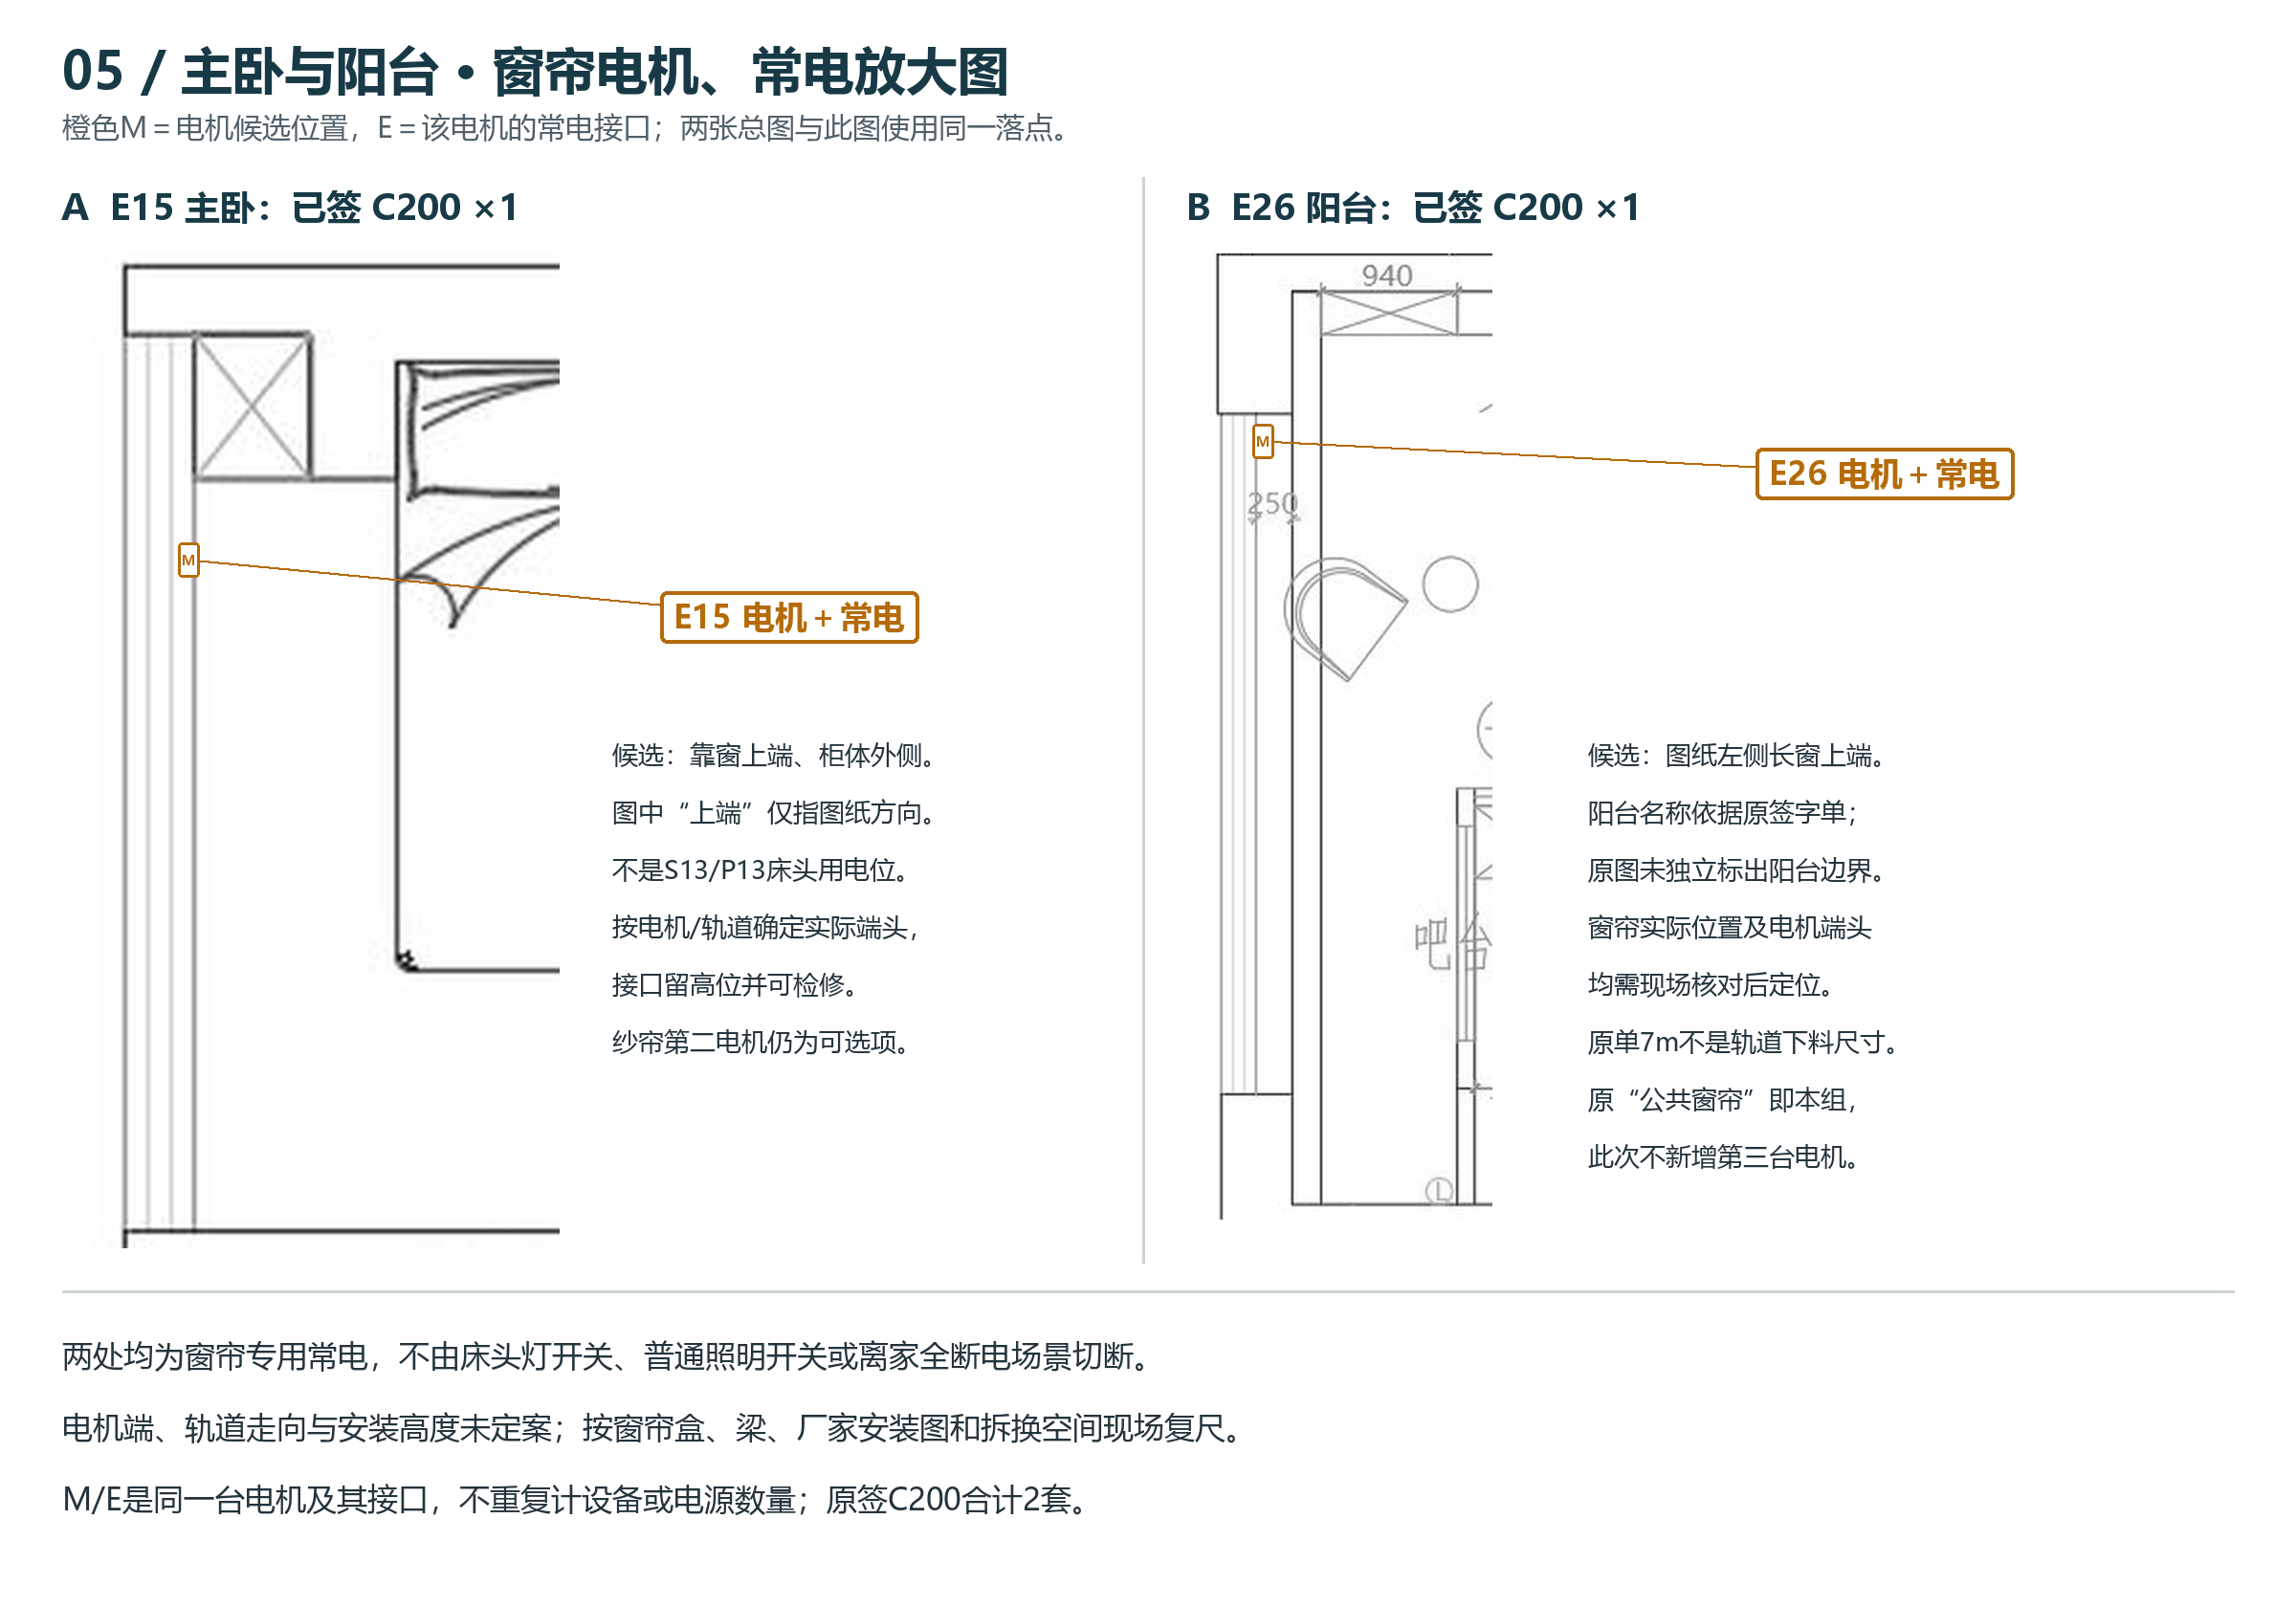 05 / 主卧与阳台 • 窗帘电机、常电放大图
橙色M＝电机候选位置，E＝该电机的常电接口；两张总图与此图使用同一落点。
A E15 主卧：已签 C200 ×1
M
E15 电机＋常电
候选：靠窗上端、柜体外侧。
图中“上端”仅指图纸方向。
不是S13/P13床头用电位。
按电机/轨道确定实际端头，
接口留高位并可检修。
纱帘第二电机仍为可选项。
B E26 阳台：已签 C200 ×1
940
M
E26 电机＋常电
250
吧台
L
候选：图纸左侧长窗上端。
阳台名称依据原签字单；
原图未独立标出阳台边界。
窗帘实际位置及电机端头
均需现场核对后定位。
原单7m不是轨道下料尺寸。
原“公共窗帘”即本组，
此次不新增第三台电机。
两处均为窗帘专用常电，不由床头灯开关、普通照明开关或离家全断电场景切断。
电机端、轨道走向与安装高度未定案；按窗帘盒、梁、厂家安装图和拆换空间现场复尺。
M/E是同一台电机及其接口，不重复计设备或电源数量；原签C200合计2套。